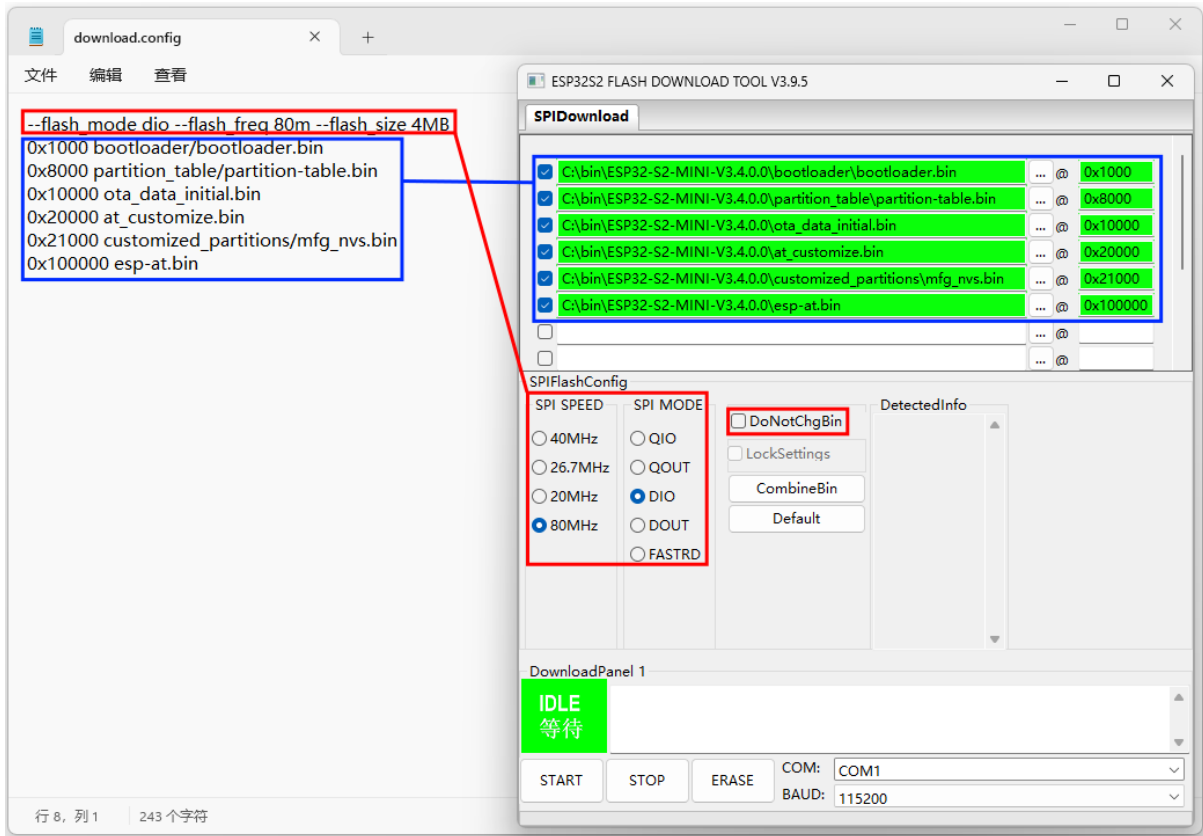 download.config
文件 编辑 查看
--flash_mode dio --flash_freq 80m --flash_size 4MB
0x1000 bootloader/bootloader.bin
0x8000 partition_table/partition-table.bin
0x10000 ota_data_initial.bin
0x20000 at_customize.bin
0x21000 customized_partitions/mfg_nvs.bin
0x100000 esp-at.bin
行 8，列 1 243 个字符
ESP32S2 FLASH DOWNLOAD TOOL V3.9.5
SPIDownload
C:\bin\ESP32-S2-MINI-V3.4.0.0\bootloader\bootloader.bin ... @ 0x1000
C:\bin\ESP32-S2-MINI-V3.4.0.0\partition_table\partition-table.bin ... @ 0x8000
C:\bin\ESP32-S2-MINI-V3.4.0.0\ota_data_initial.bin ... @ 0x10000
C:\bin\ESP32-S2-MINI-V3.4.0.0\at_customize.bin ... @ 0x20000
C:\bin\ESP32-S2-MINI-V3.4.0.0\customized_partitions\mfg_nvs.bin ... @ 0x21000
C:\bin\ESP32-S2-MINI-V3.4.0.0\esp-at.bin ... @ 0x100000
... @
... @
SPIFlashConfig
SPI SPEED
40MHz
26.7MHz
20MHz
80MHz
SPI MODE
QIO
QOUT
DIO
DOUT
FASTRD
DoNotChgBin
LockSettings
CombineBin
Default
DetectedInfo
DownloadPanel 1
IDLE
等待
START STOP ERASE
COM: COM1
BAUD: 115200